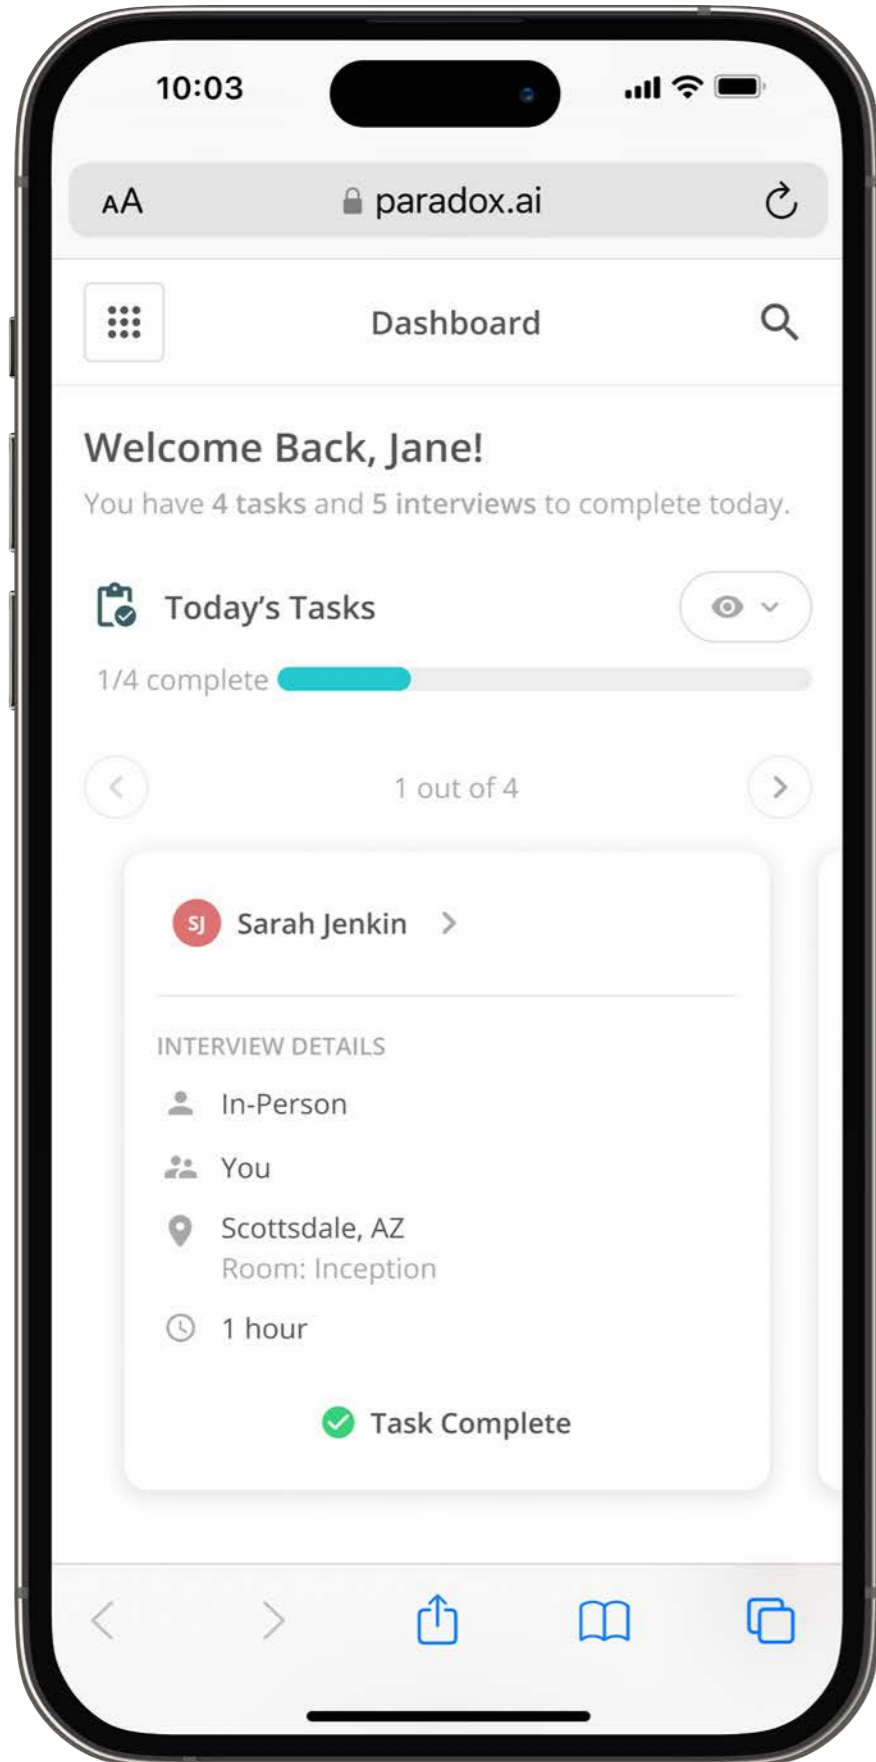 10:03
AA paradox.ai
Dashboard
Welcome Back, Jane!
You have 4 tasks and 5 interviews to complete today.
Today’s Tasks
1/4 complete
1 out of 4
SJ Sarah Jenkin
INTERVIEW DETAILS
In-Person
You
Scottsdale, AZ
Room: Inception
1 hour
Task Complete